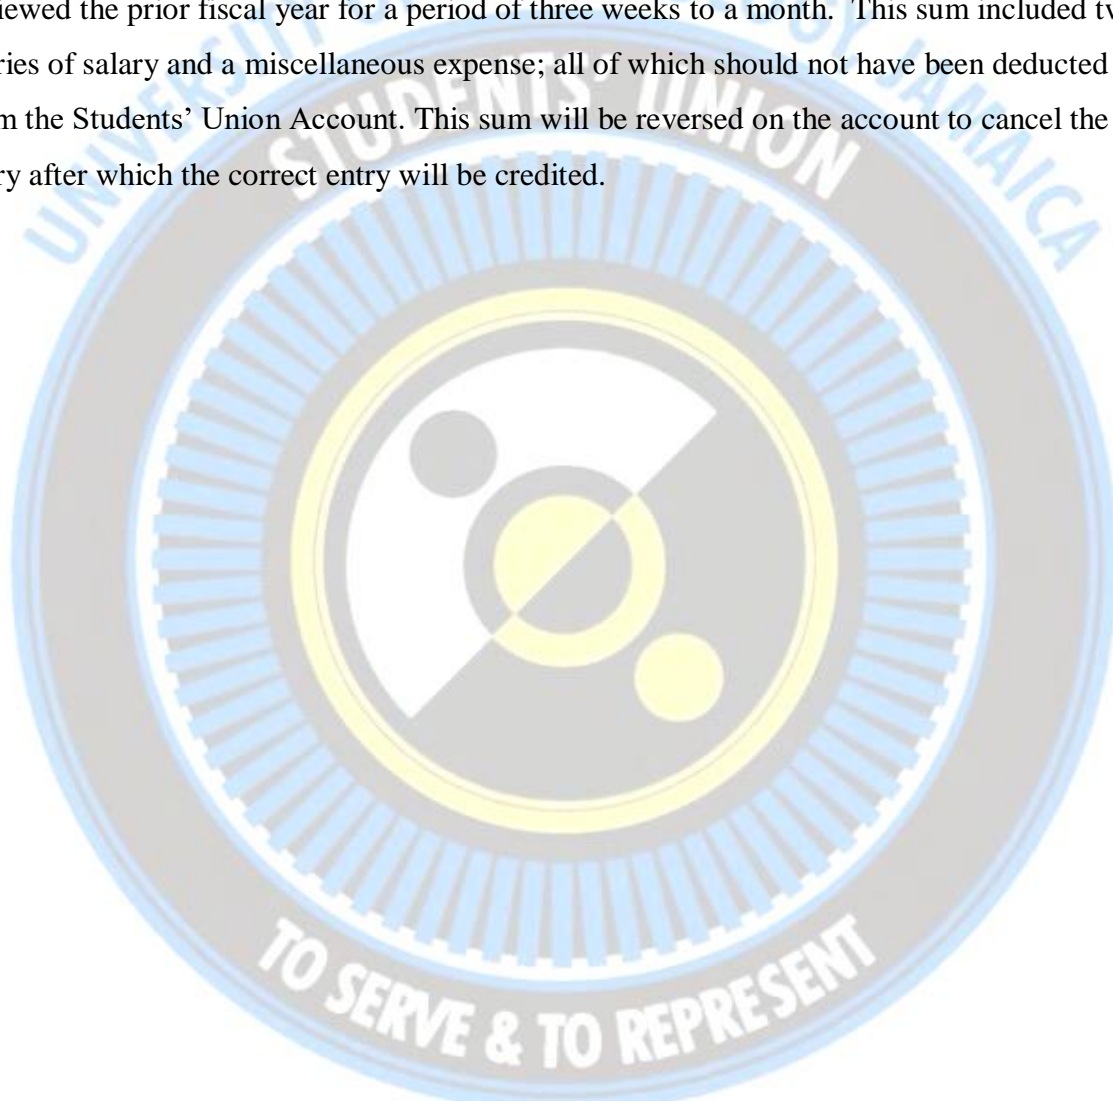 iewed the prior fiscal year for a period of three weeks to a month. This sum included tw
ries of salary and a miscellaneous expense; all of which should not have been deducted
m the Students’ Union Account. This sum will be reversed on the account to cancel the
ry after which the correct entry will be credited.
STUDENTS' UNION
JAMAICA
TO SERVE & TO REPRESENT